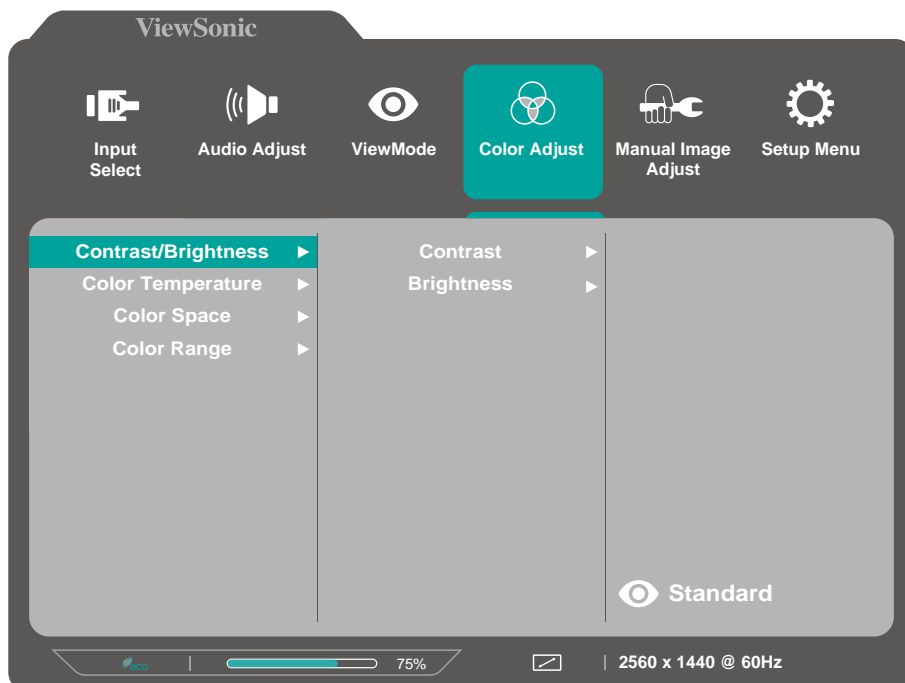 ViewSonic
Input Select
Audio Adjust
ViewMode
Color Adjust
Manual Image Adjust
Setup Menu
Contrast/Brightness
Color Temperature
Color Space
Color Range
Contrast
Brightness
Standard
eco
75%
2560 x 1440 @ 60Hz